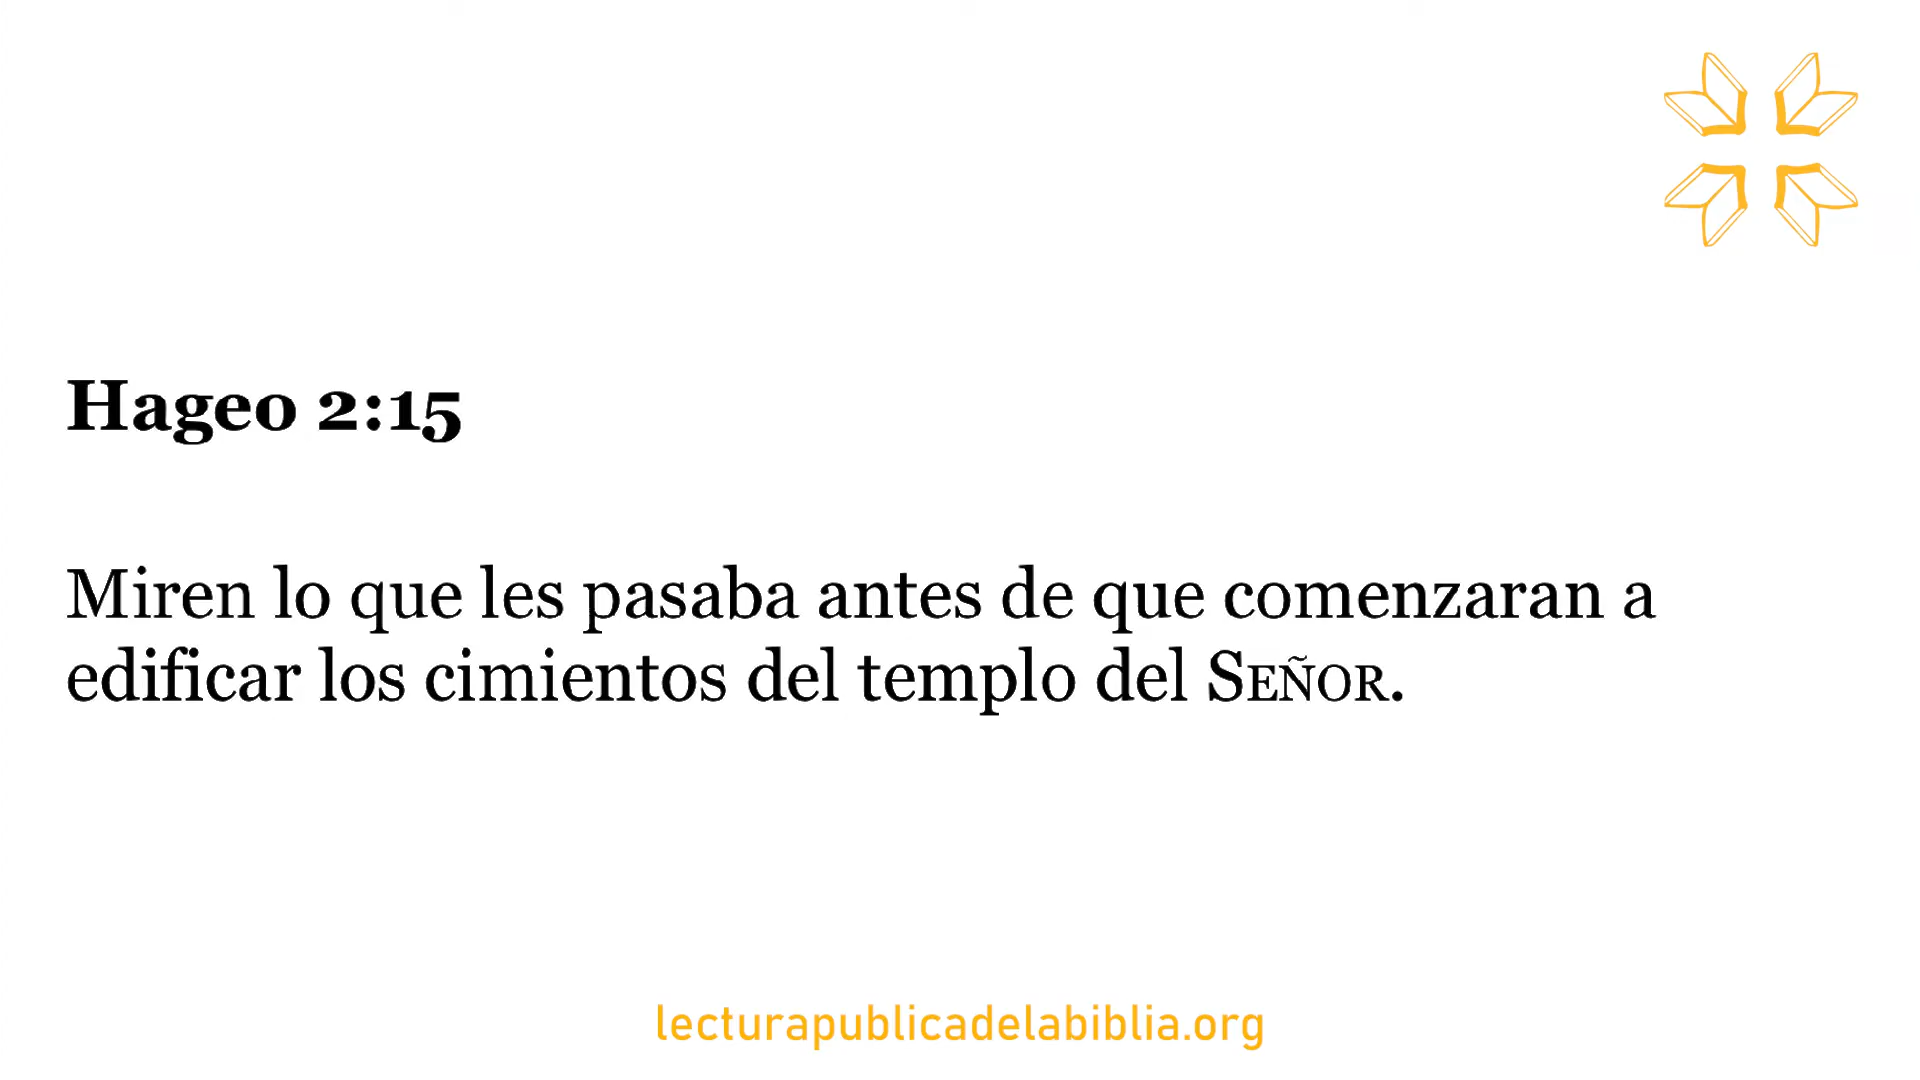 Hageo 2:15
Miren lo que les pasaba antes de que comenzaran a
edificar los cimientos del templo del SEÑOR.
lecturapublicadelabiblia.org